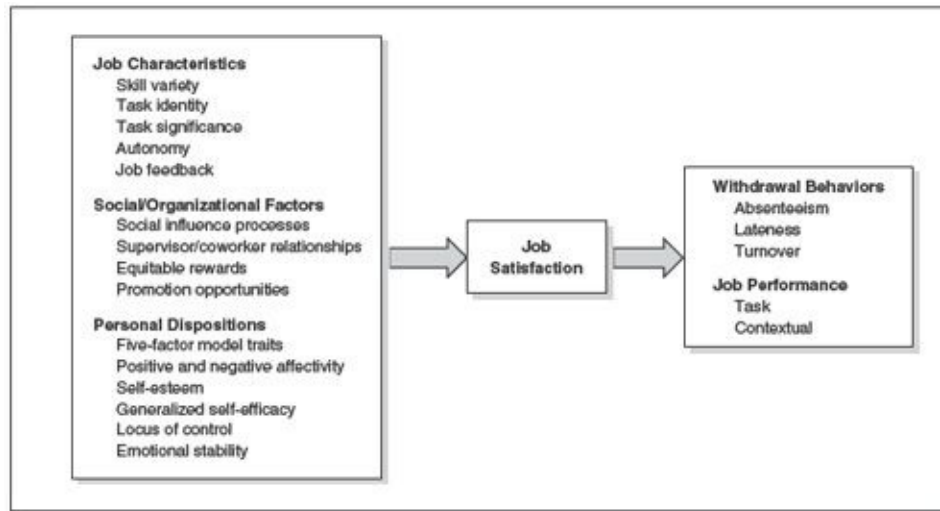 Job Characteristics
Skill variety
Task identity
Task significance
Autonomy
Job feedback
Social/Organizational Factors
Social influence processes
Supervisor/coworker relationships
Equitable rewards
Promotion opportunities
Personal Dispositions
Five-factor model traits
Positive and negative affectivity
Self-esteem
Generalized self-efficacy
Locus of control
Emotional stability
Job
Satisfaction
Withdrawal Behaviors
Absenteeism
Lateness
Turnover
Job Performance
Task
Contextual